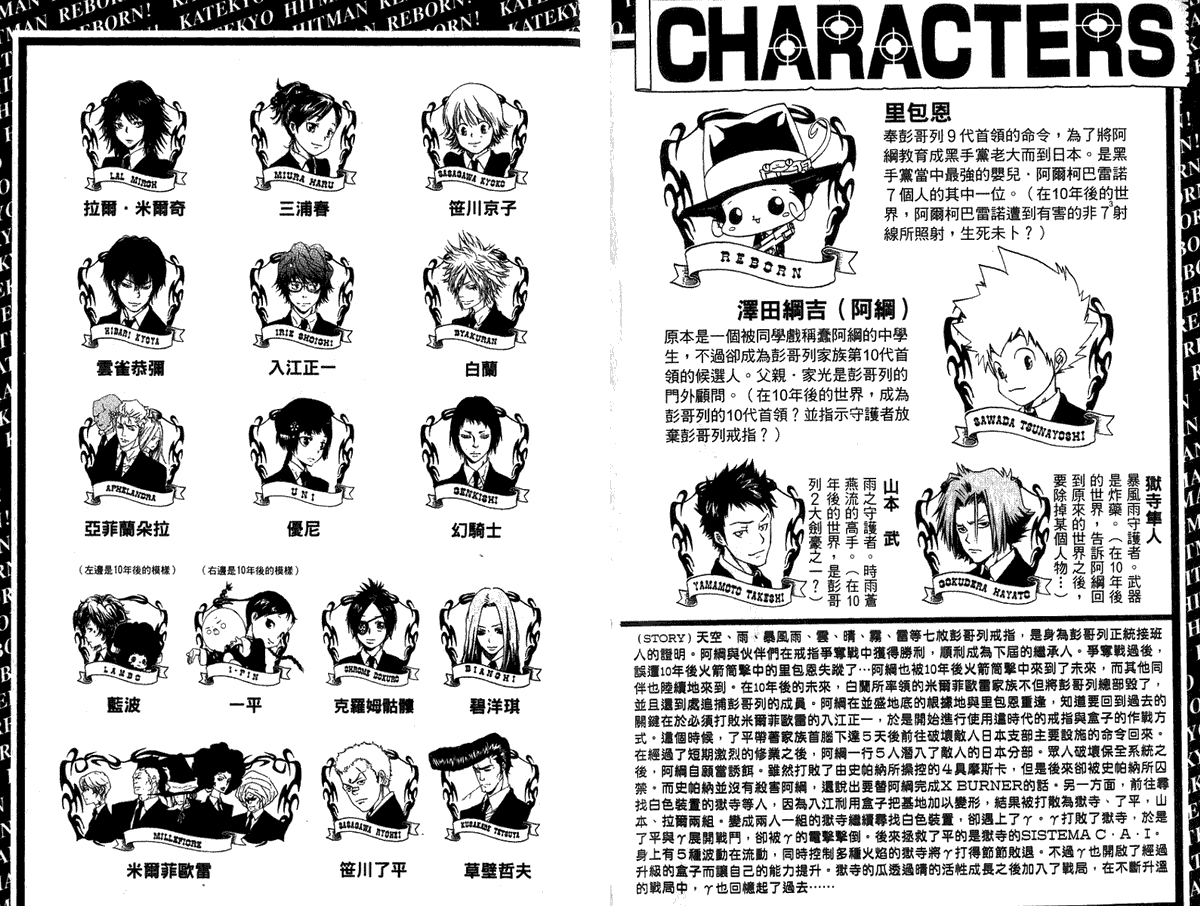 KATEKYO HITMAN REBORN!
CHARACTERS
里包恩
奉彭哥列９代首領的命令，為了將阿
綱教育成黑手黨老大而到日本。是黑
手黨當中最強的嬰兒．阿爾柯巴雷諾
７個人的其中一位。（在10年後的世
界，阿爾柯巴雷諾遭到有害的非７³射
線所照射，生死未卜？）
REBORN
澤田綱吉（阿綱）
原本是一個被同學戲稱蠢阿綱的中學
生，不過卻成為彭哥列家族第10代首
領的候選人。父親．家光是彭哥列的
門外顧問。（在10年後的世界，成為
彭哥列的10代首領？並指示守護者放
棄彭哥列戒指？）
SAWADA TSUNAYOSHI
獄寺隼人
暴風雨守護者。武器
是炸藥。（在10年後
的世界，告訴阿綱回
到原來的世界之後，
要除掉某個人物…）
GOKUDERA HAYATO
山本 武
雨之守護者。時雨蒼
燕流的高手。（在10
年後的世界，是彭哥
列２大劍豪之一？）
YAMAMOTO TAKESHI
(STORY) 天空、雨、暴風雨、雲、晴、霧、雷等七枚彭哥列戒指，是身為彭哥列正統接班
人的證明。阿綱與伙伴們在戒指爭奪戰中獲得勝利，順利成為下屆的繼承人。爭奪戰過後，
誤遭10年後火箭筒擊中的里包恩失蹤了…阿綱也被10年後火箭筒擊中來到了未來，而其他同
伴也陸續地來到。在10年後的未來，白蘭所率領的米爾菲歐雷家族不但將彭哥列總部毀了，
並且還到處追捕彭哥列的成員。阿綱在並盛地底的根據地與里包恩重逢，知道要回到過去的
關鍵在於必須打敗米爾菲歐雷的入江正一，於是開始進行使用這時代的戒指與盒子的作戰方
式。這個時候，了平帶著家族首腦下達５天後前往破壞敵人日本支部主要設施的命令回來。
在經過了短期激烈的修業之後，阿綱一行５人潛入了敵人的日本分部。眾人破壞保全系統之
後，阿綱自願當誘餌。雖然打敗了由史帕納所操控的４具摩斯卡，但是後來卻被史帕納所囚
禁。而史帕納並沒有殺害阿綱，還說出要替阿綱完成X BURNER的話。另一方面，前往尋
找白色裝置的獄寺等人，因為入江利用盒子把基地加以變形，結果被打散為獄寺、了平，山
本、拉爾兩組。變成兩人一組的獄寺繼續尋找白色裝置，卻遇上了γ。γ打敗了獄寺，於是
了平與γ展開戰鬥，卻被γ的電擊擊倒。後來拯救了平的是獄寺的SISTEMA C．A．I．。
身上有５種波動在流動，同時控制多種火焰的獄寺將γ打得節節敗退。不過γ也開啟了經過
升級的盒子而讓自己的能力提升。獄寺的瓜透過晴的活性成長之後加入了戰局，在不斷升溫
的戰局中，γ也回憶起了過去……
SASAGAWA KYOKO
笹川京子
MIURA HARU
三浦春
LAL MIRCH
拉爾．米爾奇
BYAKURAN
白蘭
IRIE SHOICHI
入江正一
HIBARI KYOYA
雲雀恭彌
GENKISHI
幻騎士
UNI
優尼
APHELANDRA
亞菲蘭朵拉
BIANCHI
碧洋琪
CHROME DOKURO
克羅姆骷髏
（右邊是10年後的模樣）
I-PIN
一平
（左邊是10年後的模樣）
LAMBO
藍波
KUSAKABE TETSUYA
草壁哲夫
SASAGAWA RYOHEI
笹川了平
MILLEFIORE
米爾菲歐雷